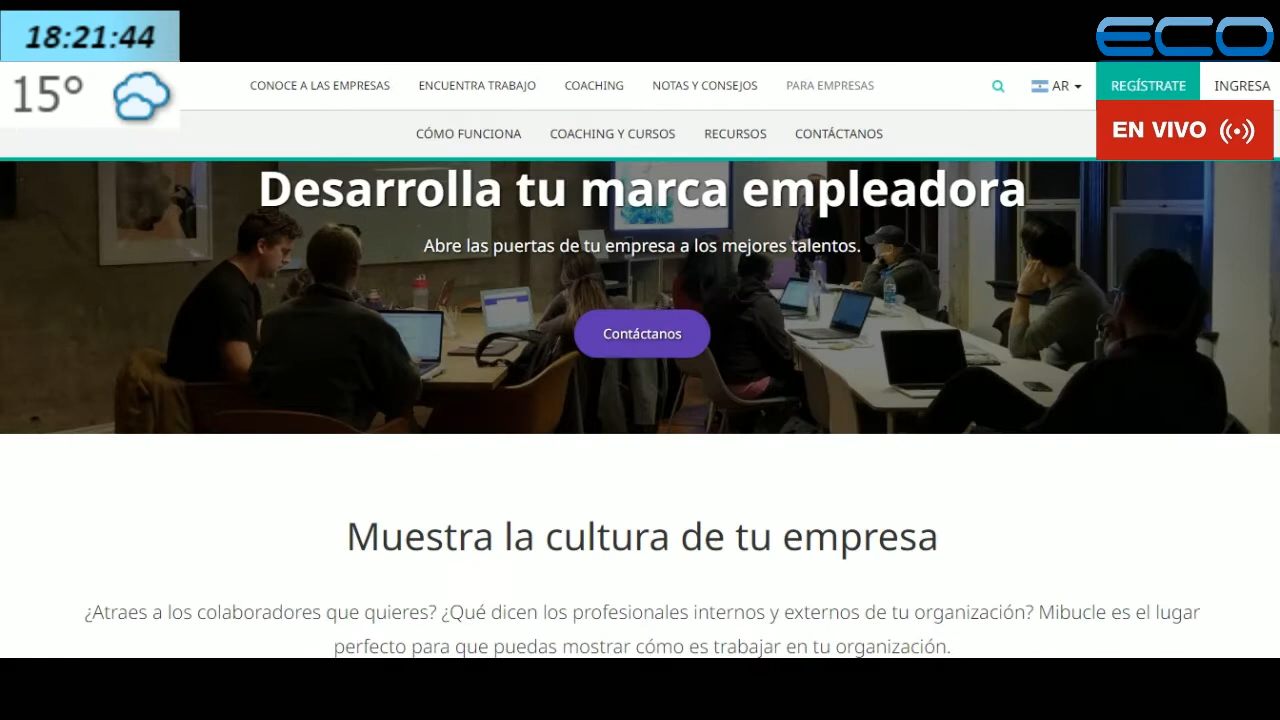 18:21:44
ECO
15°
CONOCE A LAS EMPRESAS ENCUENTRA TRABAJO COACHING NOTAS Y CONSEJOS PARA EMPRESAS AR REGÍSTRATE INGRESA
CÓMO FUNCIONA COACHING Y CURSOS RECURSOS CONTÁCTANOS
EN VIVO
Desarrolla tu marca empleadora
Abre las puertas de tu empresa a los mejores talentos.
Contáctanos
Muestra la cultura de tu empresa
¿Atraes a los colaboradores que quieres? ¿Qué dicen los profesionales internos y externos de tu organización? Mibucle es el lugar
perfecto para que puedas mostrar cómo es trabajar en tu organización.